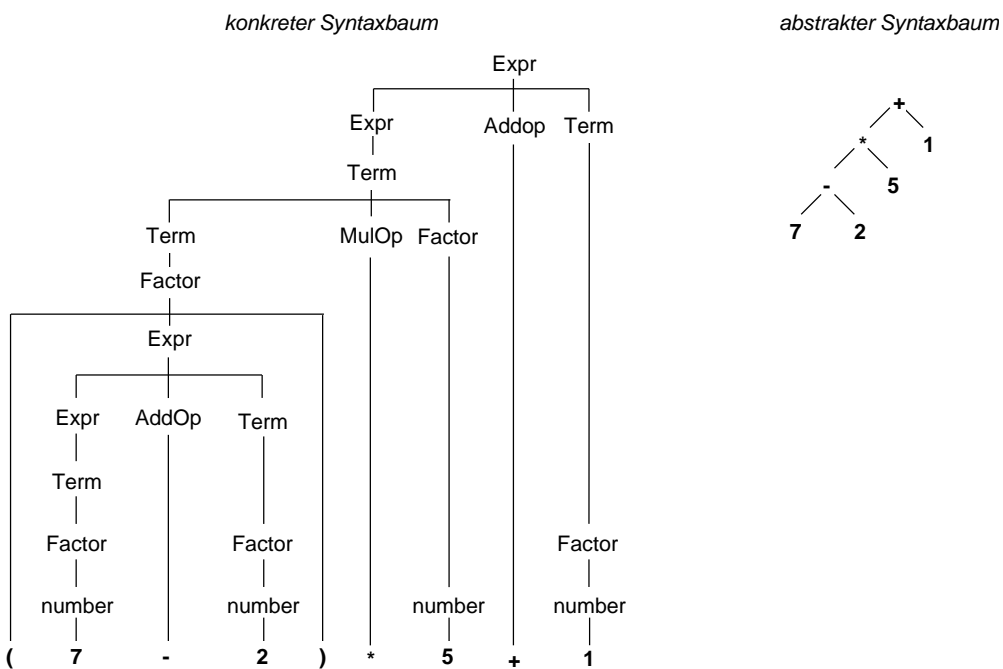 konkreter Syntaxbaum
abstrakter Syntaxbaum
Expr
Expr Addop Term
Term
Term MulOp Factor
Factor
Expr
Expr AddOp Term
Term
Factor Factor Factor
number number number number
( 7 - 2 ) * 5 + 1
+
* 1
- 5
7 2